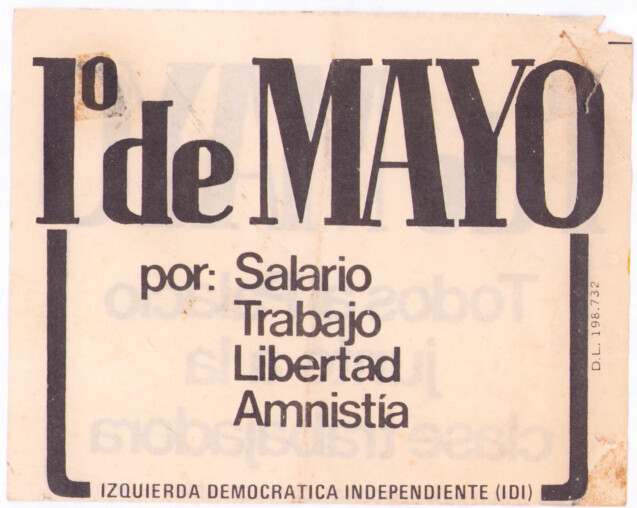 1º de MAYO
por: Salario
Trabajo
Libertad
Amnistía
D.L. 198.732
IZQUIERDA DEMOCRATICA INDEPENDIENTE (IDI)